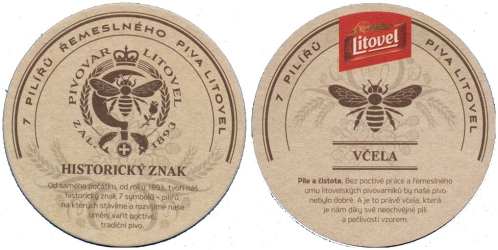 7 PILÍŘŮ ŘEMESLNÉHO PIVA LITOVEL
PIVOVAR LITOVEL
ZAL. 1893
HISTORICKÝ ZNAK
Od samého počátku, od roku 1893, tvoří náš
historický znak 7 symbolů – pilířů,
na kterých stavíme a rozvíjíme naše
umění vařit poctivé,
tradiční pivo.
7 PILÍŘŮ PIVA LITOVEL
Litovel
VČELA
Píle a čistota. Bez poctivé práce a řemeslného
umu litovelských pivovarníků by naše pivo
nebylo dobré. A je to právě včela, která
je nám díky své neochvějné píli
a pečlivosti vzorem.